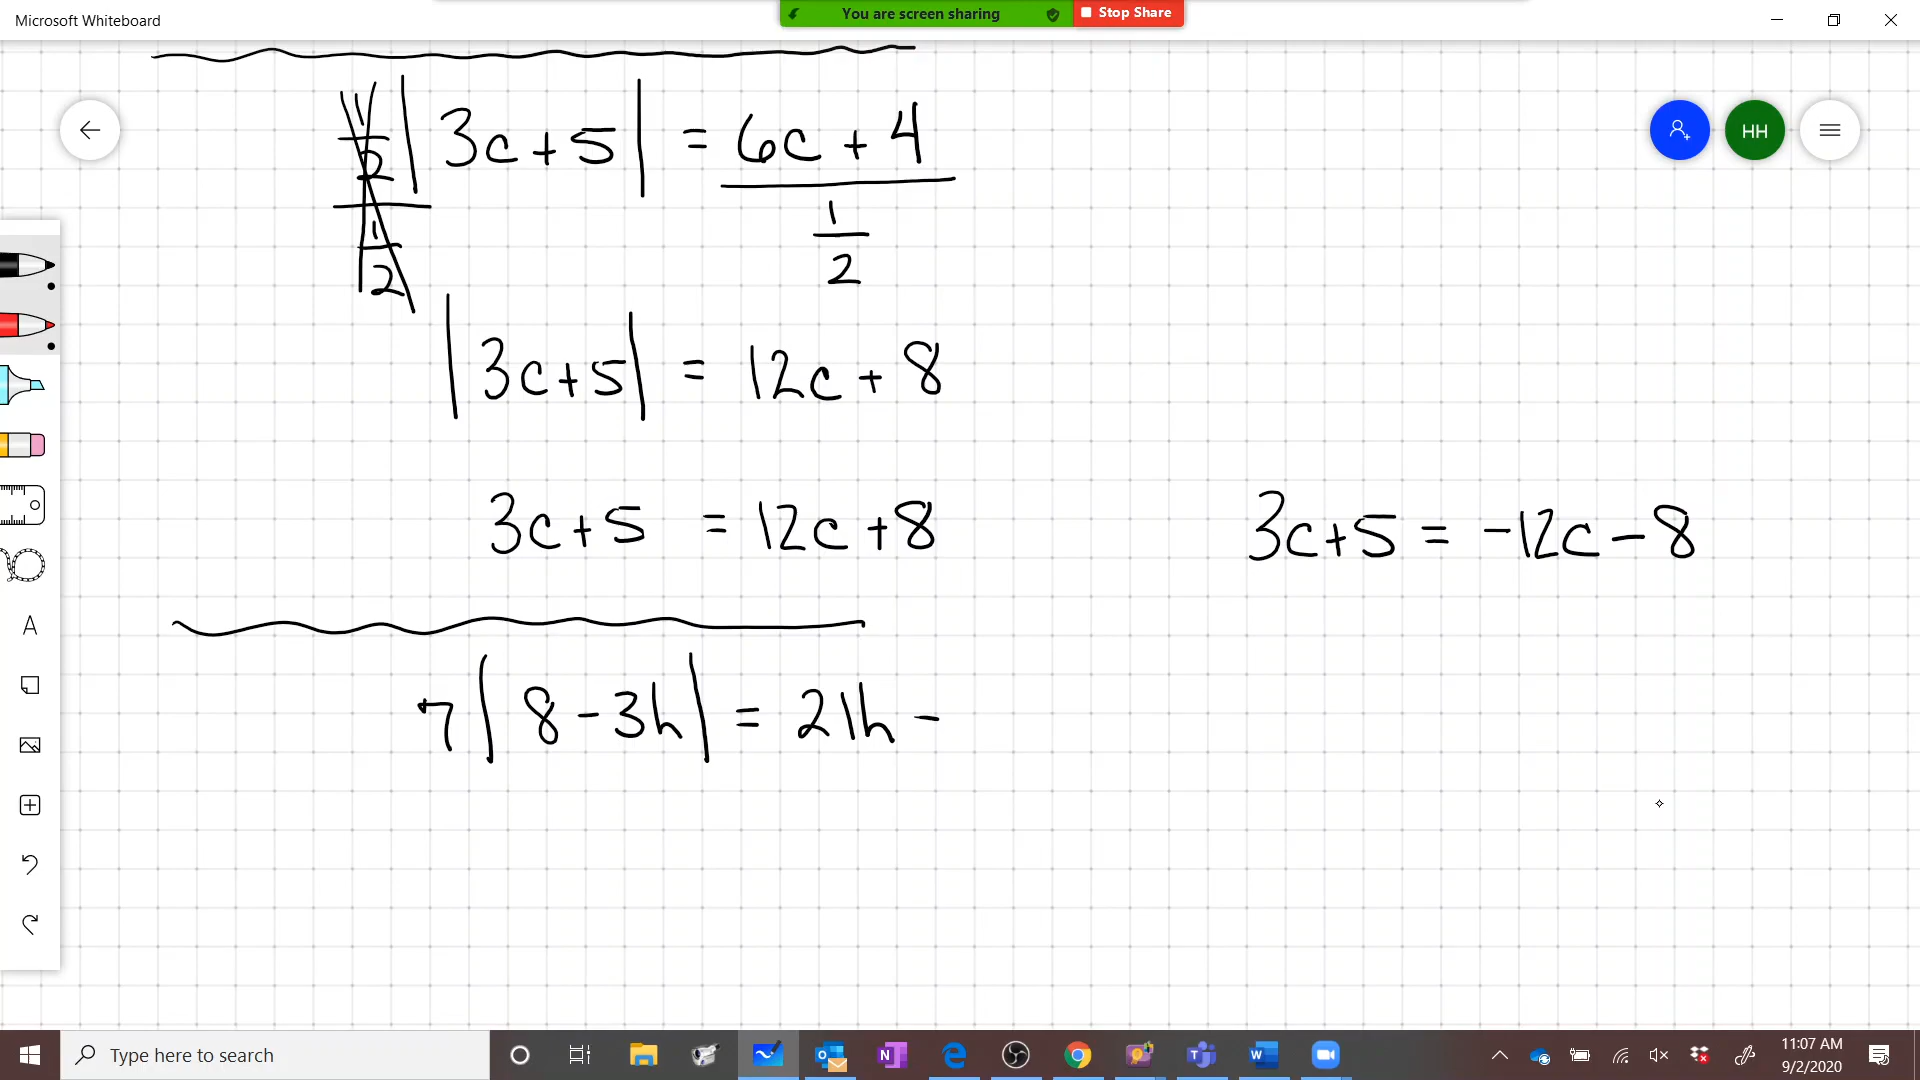 Microsoft Whiteboard
You are screen sharing
Stop Share
1/2 |3c+5| = 6c+4
1/2 1/2
HH
|3c+5| = 12c+8
3c+5 = 12c+8
3c+5 = -12c-8
A
7|8-3h| = 21h-
Type here to search
11:07 AM
9/2/2020